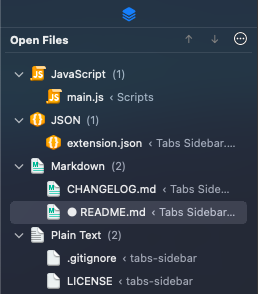 Open Files
JavaScript (1)
main.js ‹ Scripts
JSON (1)
extension.json ‹ Tabs Sidebar....
Markdown (2)
CHANGELOG.md ‹ Tabs Side...
README.md ‹ Tabs Sidebar...
Plain Text (2)
.gitignore ‹ tabs-sidebar
LICENSE ‹ tabs-sidebar